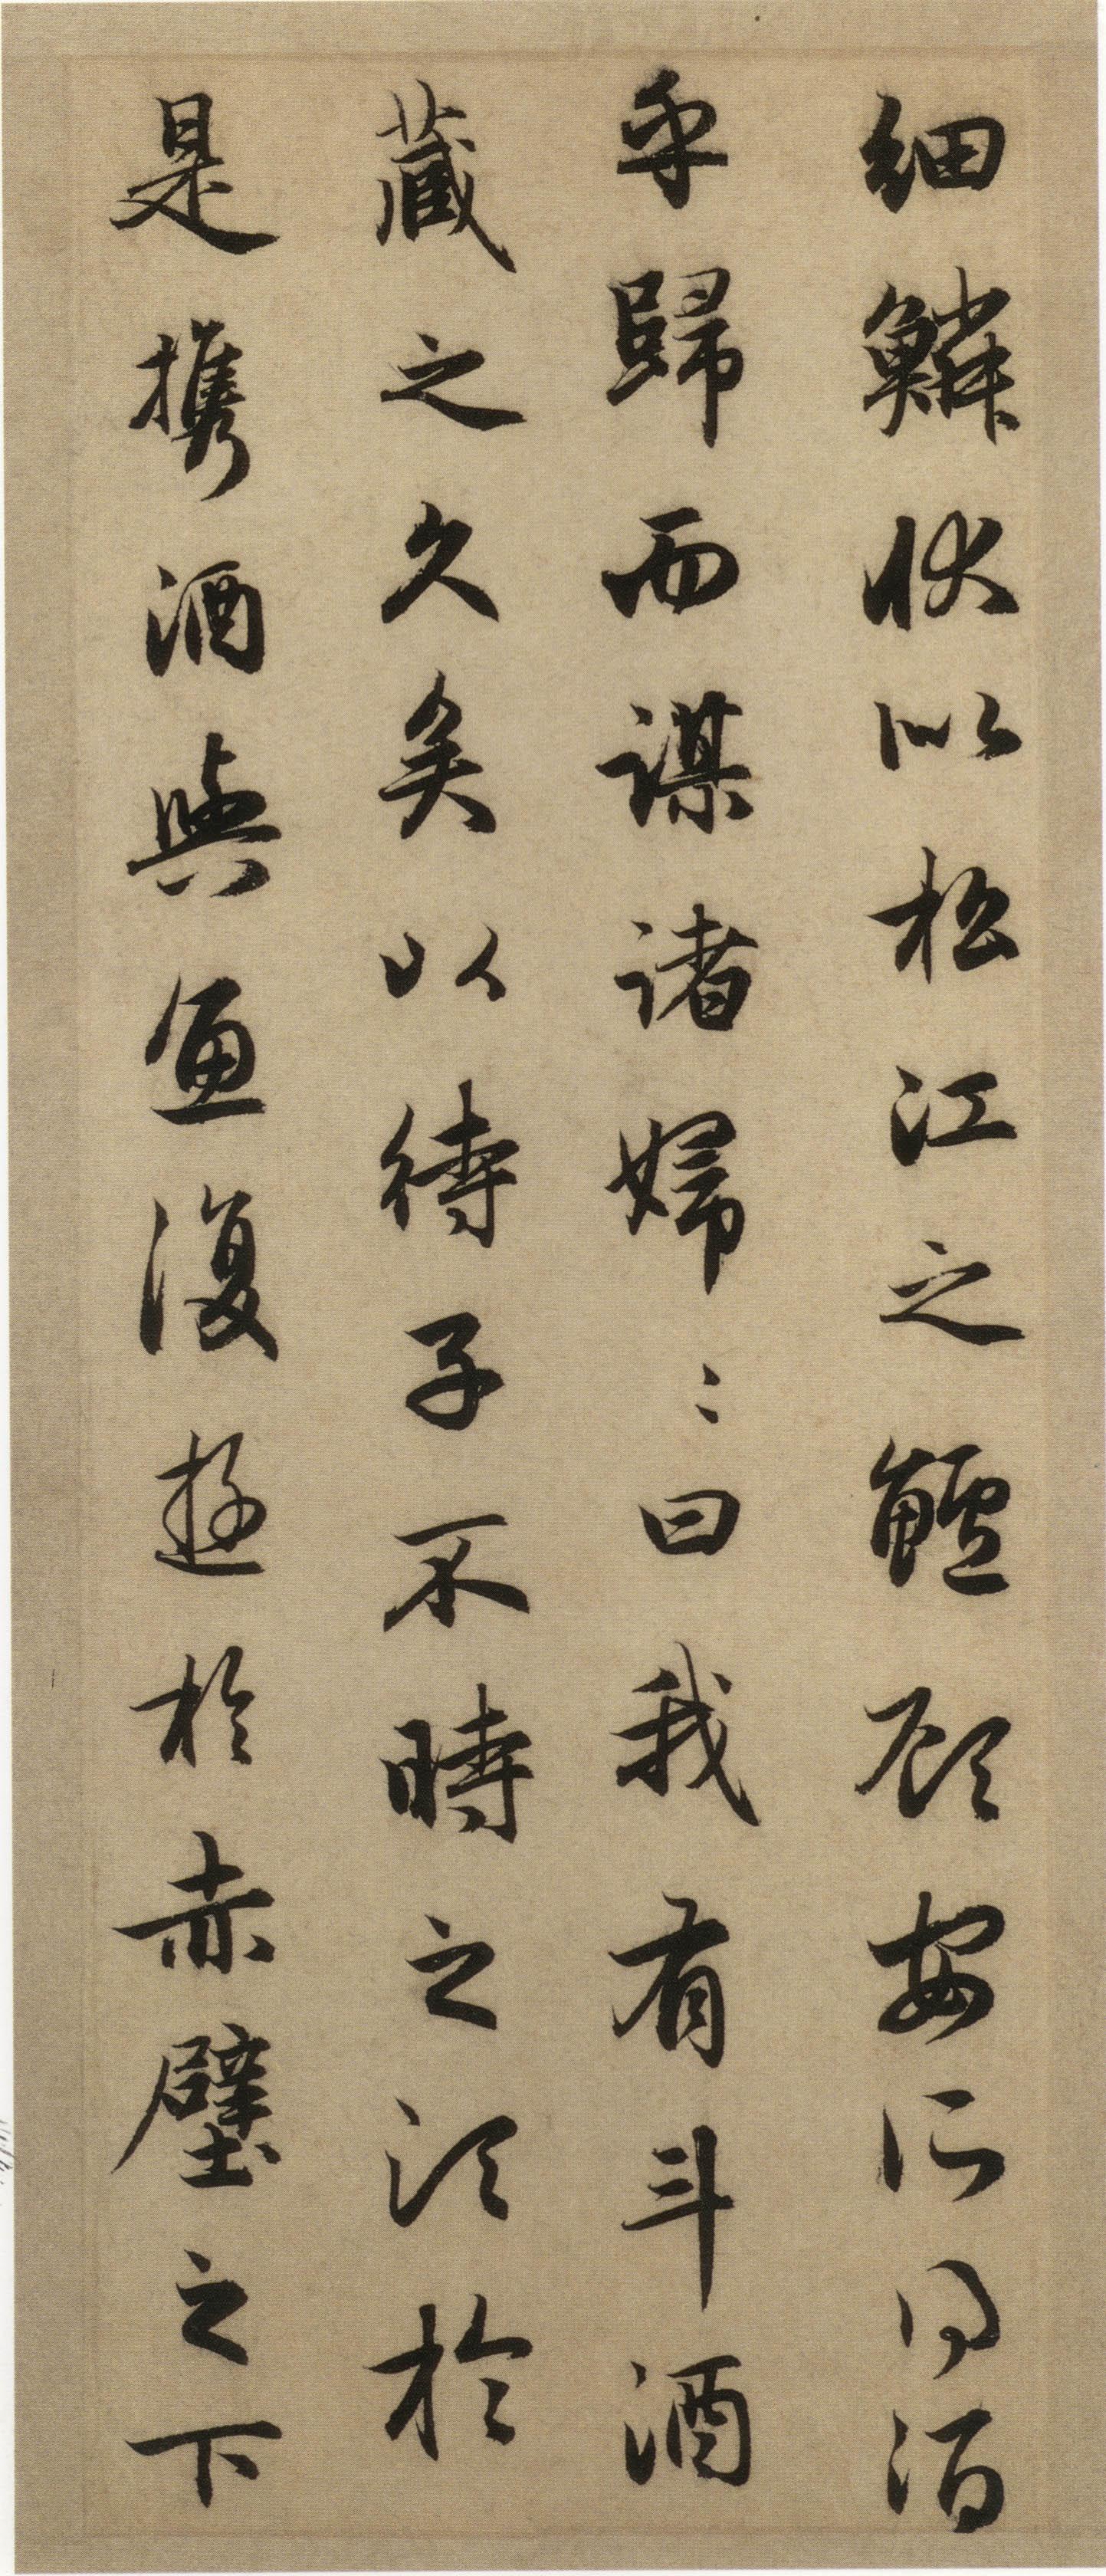 細鱗状似松江之鱸顧安所得酒
乎歸而謀諸婦〻曰我有斗酒
藏之久矣以待子不時之須於
是攜酒與魚復遊於赤壁之下